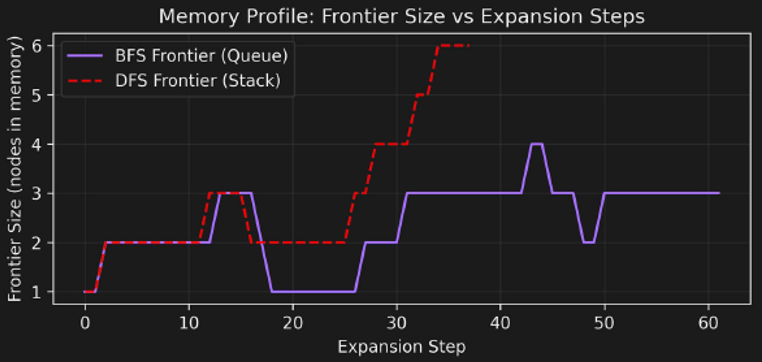 Memory Profile: Frontier Size vs Expansion Steps
BFS Frontier (Queue)
DFS Frontier (Stack)
Frontier Size (nodes in memory)
6
5
4
3
2
1
0 10 20 30 40 50 60
Expansion Step